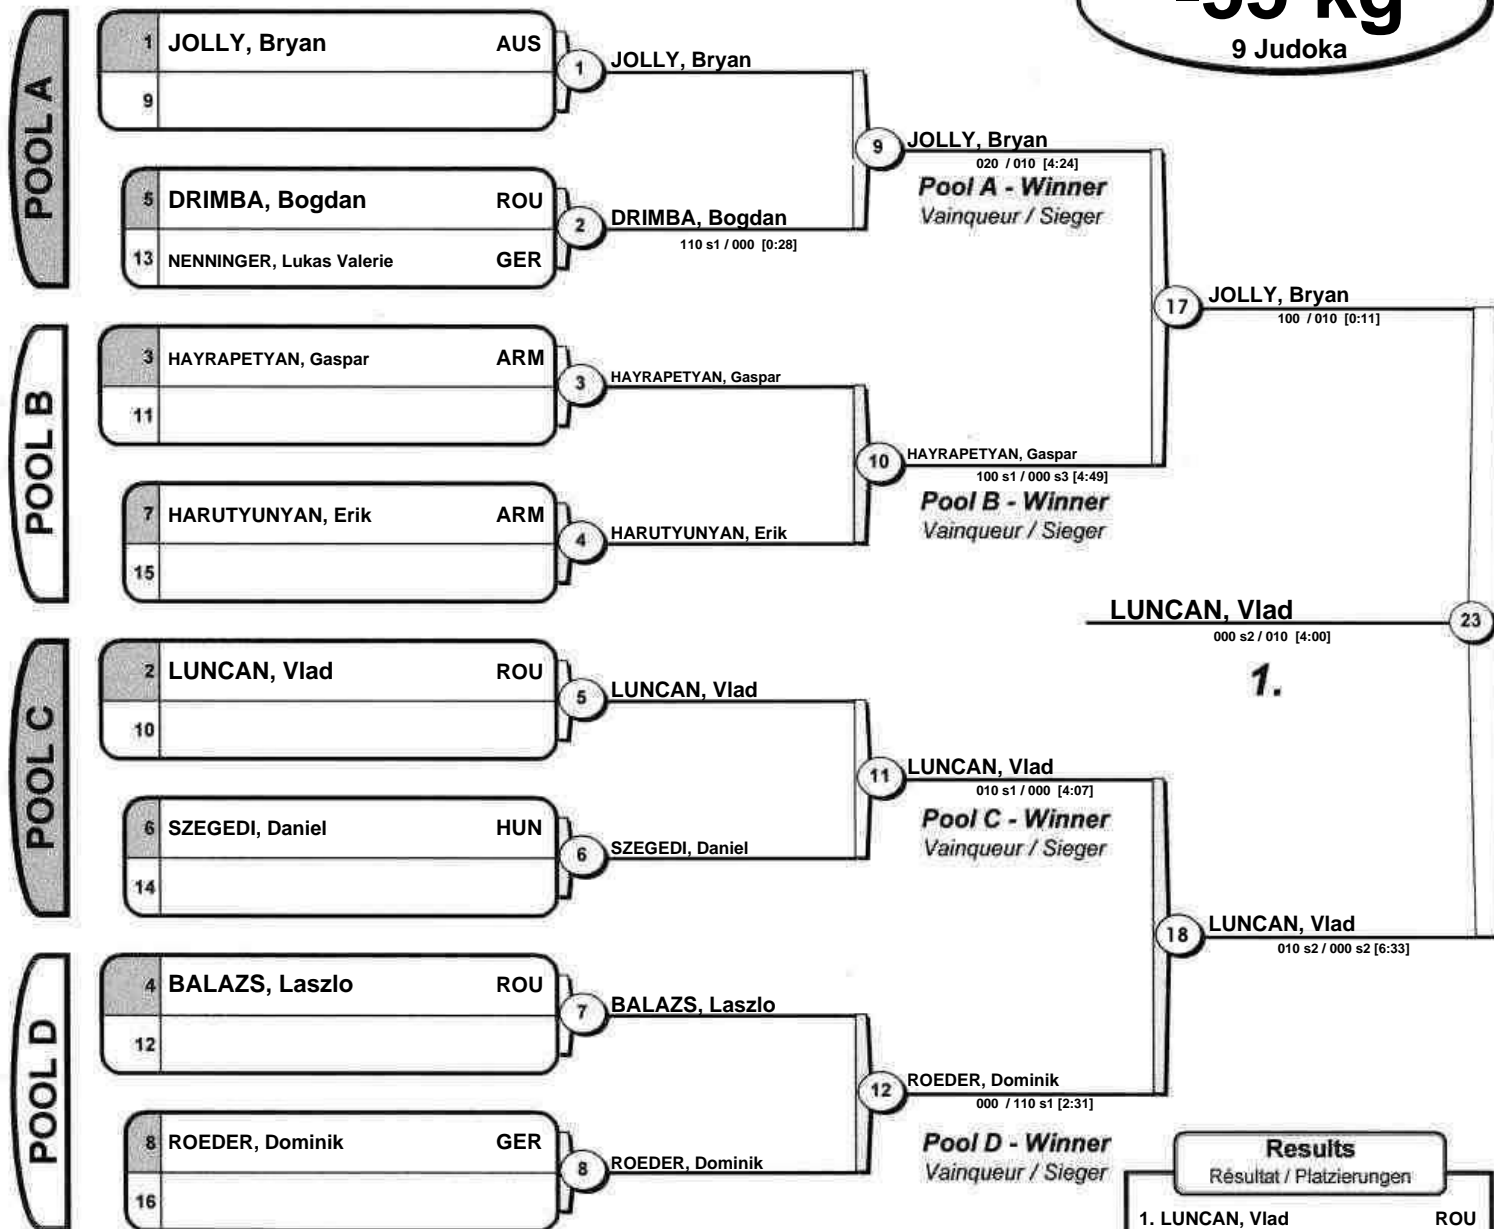 -55 kg
9 Judoka
POOL A
1 JOLLY, Bryan AUS
9
1
JOLLY, Bryan
5 DRIMBA, Bogdan ROU
13 NENNINGER, Lukas Valerie GER
2
DRIMBA, Bogdan
110 s1 / 000 [0:28]
9
JOLLY, Bryan
020 / 010 [4:24]
Pool A - Winner
Vainqueur / Sieger
POOL B
3 HAYRAPETYAN, Gaspar ARM
11
3
HAYRAPETYAN, Gaspar
7 HARUTYUNYAN, Erik ARM
15
4
HARUTYUNYAN, Erik
10
HAYRAPETYAN, Gaspar
100 s1 / 000 s3 [4:49]
Pool B - Winner
Vainqueur / Sieger
17
JOLLY, Bryan
100 / 010 [0:11]
POOL C
2 LUNCAN, Vlad ROU
10
5
LUNCAN, Vlad
6 SZEGEDI, Daniel HUN
14
6
SZEGEDI, Daniel
11
LUNCAN, Vlad
010 s1 / 000 [4:07]
Pool C - Winner
Vainqueur / Sieger
POOL D
4 BALAZS, Laszlo ROU
12
7
BALAZS, Laszlo
8 ROEDER, Dominik GER
16
8
ROEDER, Dominik
12
ROEDER, Dominik
000 / 110 s1 [2:31]
Pool D - Winner
Vainqueur / Sieger
18
LUNCAN, Vlad
010 s2 / 000 s2 [6:33]
LUNCAN, Vlad
000 s2 / 010 [4:00]
23
1.
Results
Résultat / Platzierungen
1. LUNCAN, Vlad ROU